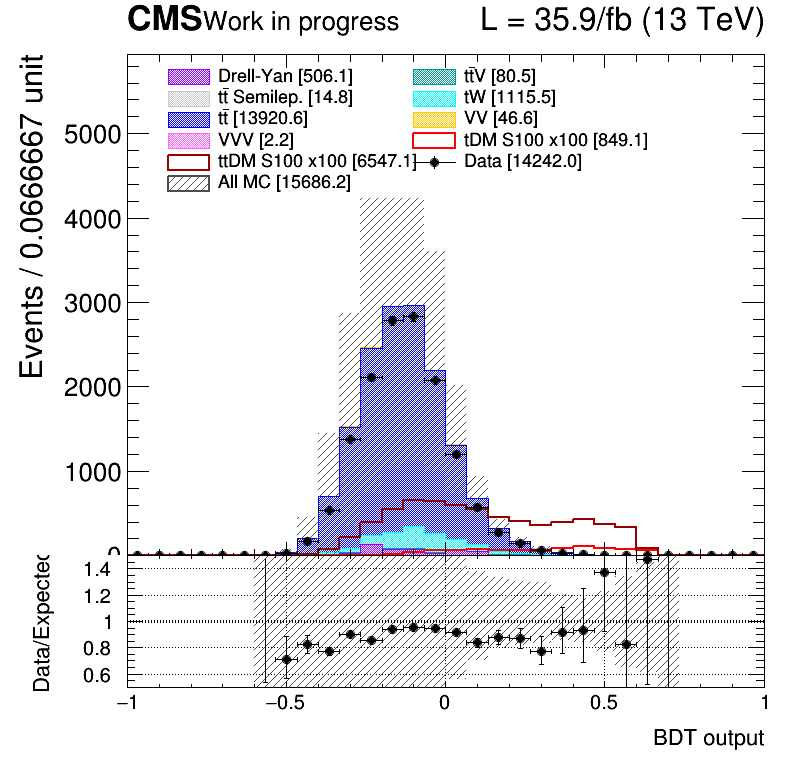 CMS Work in progress L = 35.9/fb (13 TeV)
Drell-Yan [506.1] tt̄V [80.5]
tt̄ Semilep. [14.8] tW [1115.5]
tt̄ [13920.6] VV [46.6]
VVV [2.2] tDM S100 x100 [849.1]
ttDM S100 x100 [6547.1] Data [14242.0]
All MC [15686.2]
Events / 0.0666667 unit
5000
4000
3000
2000
1000
0
Data/Expected
1.4
1.2
1
0.8
0.6
−1 −0.5 0 0.5 1
BDT output